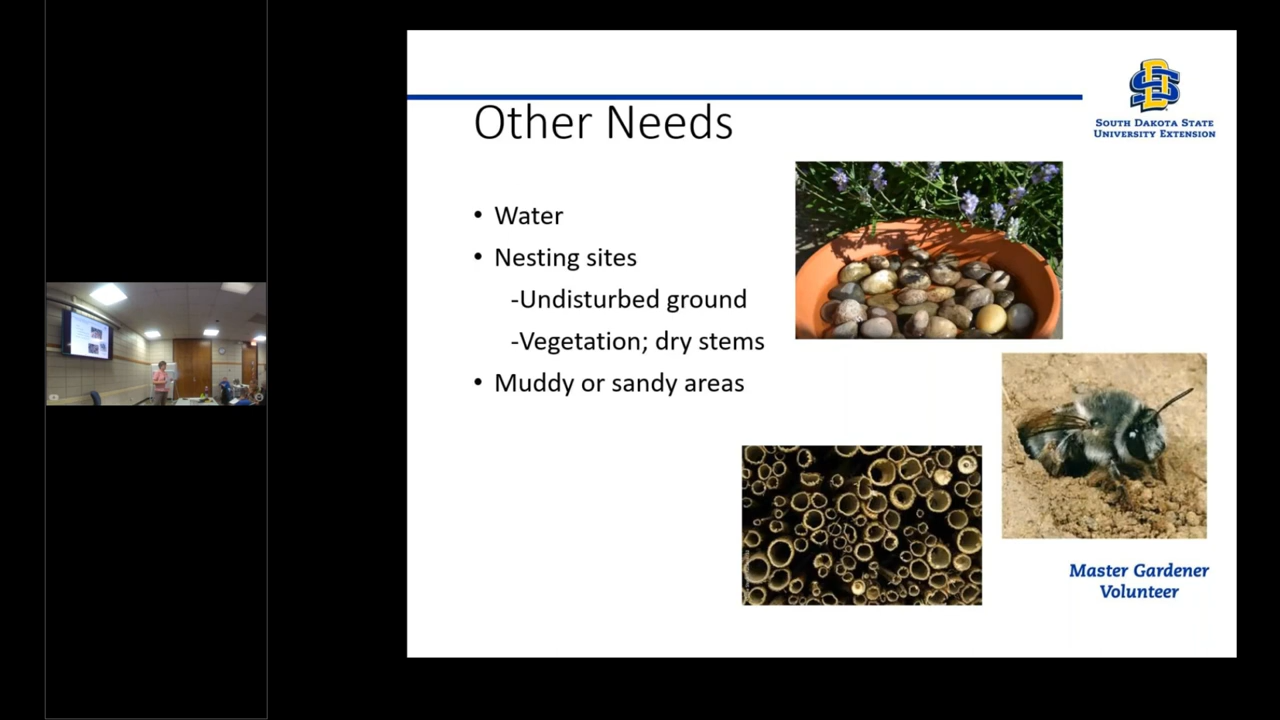 Other Needs
SOUTH DAKOTA STATE
UNIVERSITY EXTENSION
• Water
• Nesting sites
-Undisturbed ground
-Vegetation; dry stems
• Muddy or sandy areas
Master Gardener
Volunteer